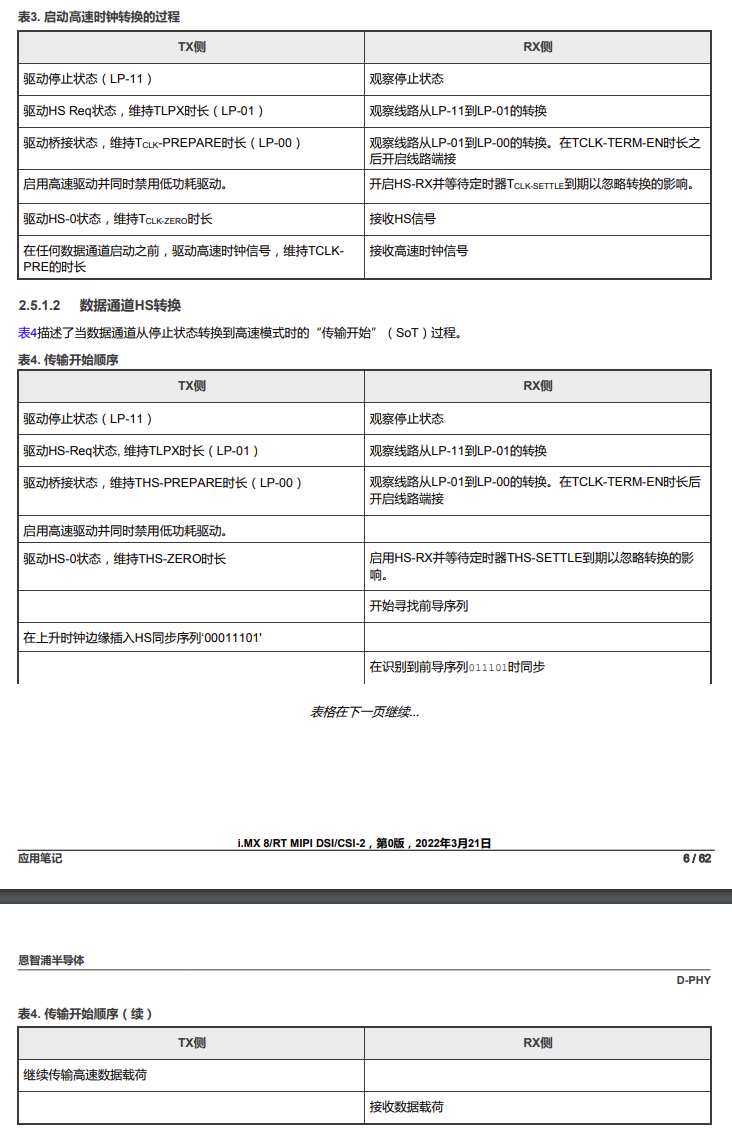 表3. 启动高速时钟转换的过程
TX侧 RX侧
驱动停止状态（LP-11） 观察停止状态
驱动HS Req状态，维持TLPX时长（LP-01） 观察线路从LP-11到LP-01的转换
驱动桥接状态，维持TCLK-PREPARE时长（LP-00） 观察线路从LP-01到LP-00的转换。在TCLK-TERM-EN时长之
后开启线路端接
启用高速驱动并同时禁用低功耗驱动。 开启HS-RX并等待定时器TCLK-SETTLE到期以忽略转换的影响。
驱动HS-0状态，维持TCLK-ZERO时长 接收HS信号
在任何数据通道启动之前，驱动高速时钟信号，维持TCLK- 接收高速时钟信号
PRE的时长
2.5.1.2 数据通道HS转换
表4描述了当数据通道从停止状态转换到高速模式时的“传输开始”（SoT）过程。
表4. 传输开始顺序
TX侧 RX侧
驱动停止状态（LP-11） 观察停止状态
驱动HS-Req状态, 维持TLPX时长（LP-01） 观察线路从LP-11到LP-01的转换
驱动桥接状态，维持THS-PREPARE时长（LP-00） 观察线路从LP-01到LP-00的转换。在TCLK-TERM-EN时长后
开启线路端接
启用高速驱动并同时禁用低功耗驱动。
驱动HS-0状态，维持THS-ZERO时长 启用HS-RX并等待定时器THS-SETTLE到期以忽略转换的影
响。
开始寻找前导序列
在上升时钟边缘插入HS同步序列‘00011101'
在识别到前导序列011101时同步
表格在下一页继续...
i.MX 8/RT MIPI DSI/CSI-2，第0版，2022年3月21日
应用笔记 6 / 62
恩智浦半导体
D-PHY
表4. 传输开始顺序（续）
TX侧 RX侧
继续传输高速数据载荷
接收数据载荷